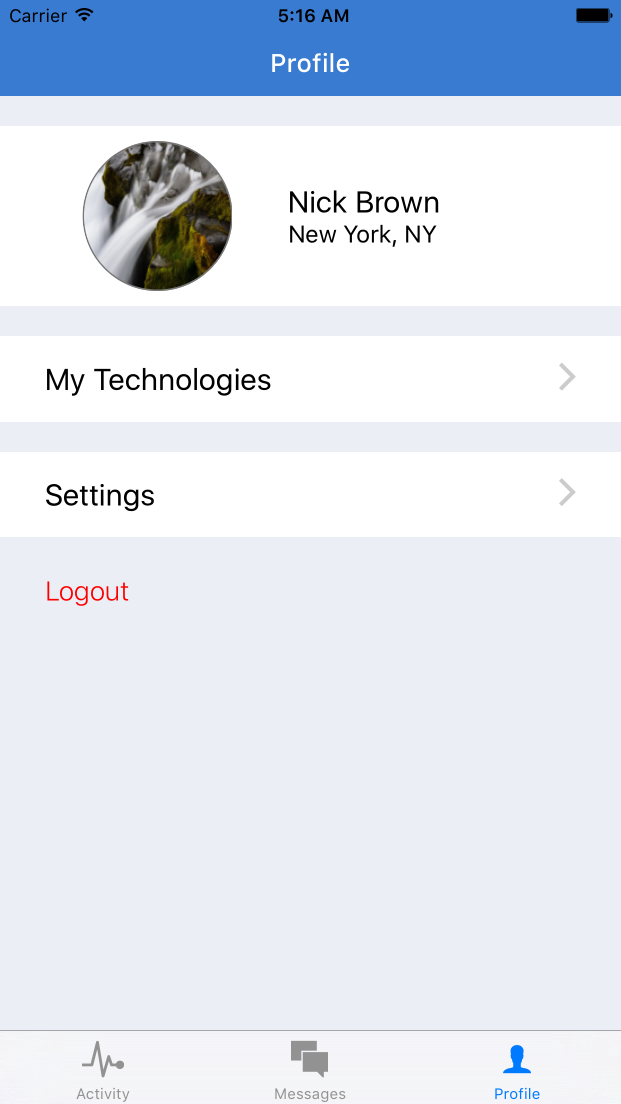 Carrier 5:16 AM
Profile
Nick Brown
New York, NY
My Technologies
Settings
Logout
Activity Messages Profile